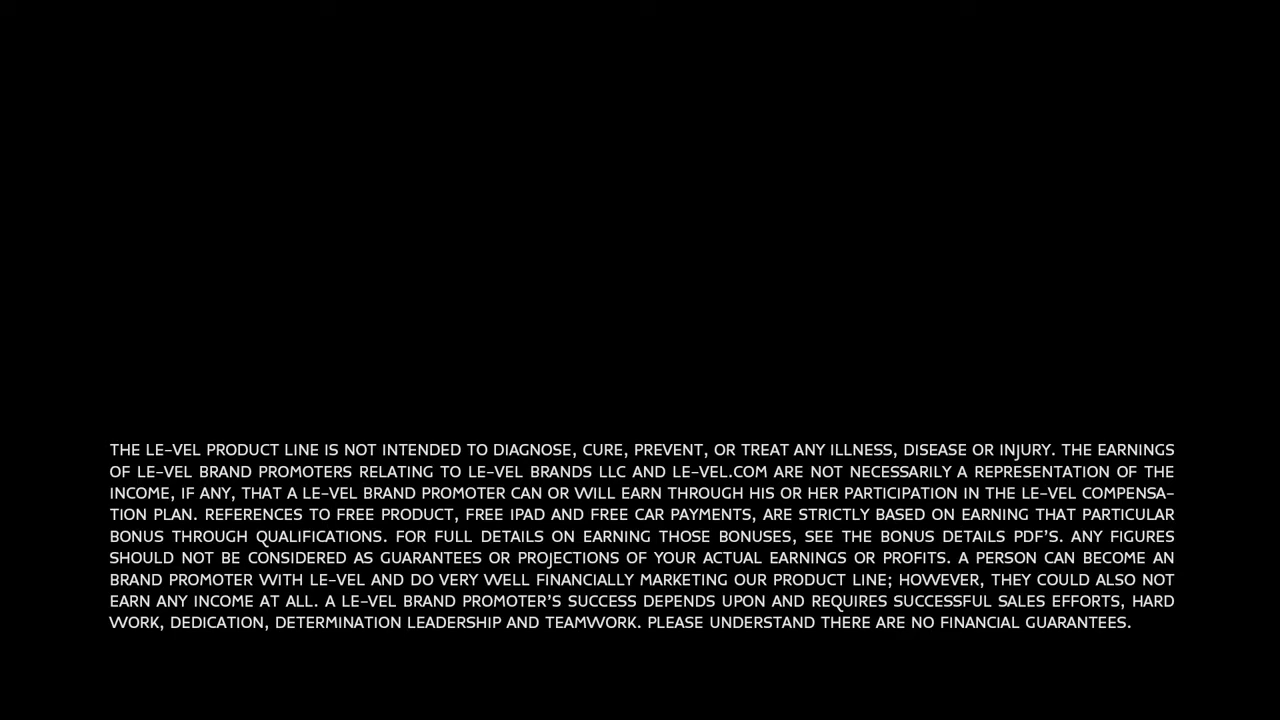 THE LE-VEL PRODUCT LINE IS NOT INTENDED TO DIAGNOSE, CURE, PREVENT, OR TREAT ANY ILLNESS, DISEASE OR INJURY. THE EARNINGS
OF LE-VEL BRAND PROMOTERS RELATING TO LE-VEL BRANDS LLC AND LE-VEL.COM ARE NOT NECESSARILY A REPRESENTATION OF THE
INCOME, IF ANY, THAT A LE-VEL BRAND PROMOTER CAN OR WILL EARN THROUGH HIS OR HER PARTICIPATION IN THE LE-VEL COMPENSA-
TION PLAN. REFERENCES TO FREE PRODUCT, FREE IPAD AND FREE CAR PAYMENTS, ARE STRICTLY BASED ON EARNING THAT PARTICULAR
BONUS THROUGH QUALIFICATIONS. FOR FULL DETAILS ON EARNING THOSE BONUSES, SEE THE BONUS DETAILS PDF'S. ANY FIGURES
SHOULD NOT BE CONSIDERED AS GUARANTEES OR PROJECTIONS OF YOUR ACTUAL EARNINGS OR PROFITS. A PERSON CAN BECOME AN
BRAND PROMOTER WITH LE-VEL AND DO VERY WELL FINANCIALLY MARKETING OUR PRODUCT LINE; HOWEVER, THEY COULD ALSO NOT
EARN ANY INCOME AT ALL. A LE-VEL BRAND PROMOTER'S SUCCESS DEPENDS UPON AND REQUIRES SUCCESSFUL SALES EFFORTS, HARD
WORK, DEDICATION, DETERMINATION LEADERSHIP AND TEAMWORK. PLEASE UNDERSTAND THERE ARE NO FINANCIAL GUARANTEES.